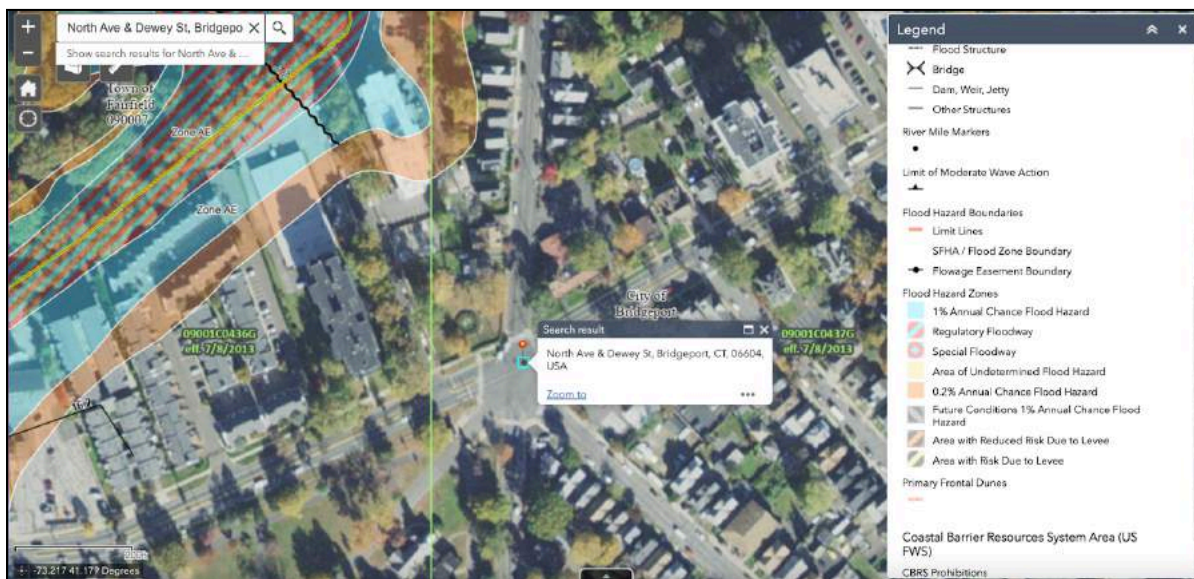 North Ave & Dewey St, Bridgepo
Show search results for North Ave & ...
Town of
Fairfield
090007
Zone AE
Zone AE
City of
Bridgeport
09001C0436G
eff. 7/8/2013
09001C0437G
eff. 7/8/2013
Search result
North Ave & Dewey St, Bridgeport, CT, 06604,
USA
Zoom to
-73.217 41.179 Degrees
Legend
Flood Structure
Bridge
Dam, Weir, Jetty
Other Structures
River Mile Markers
Limit of Moderate Wave Action
Flood Hazard Boundaries
Limit Lines
SFHA / Flood Zone Boundary
Flowage Easement Boundary
Flood Hazard Zones
1% Annual Chance Flood Hazard
Regulatory Floodway
Special Floodway
Area of Undetermined Flood Hazard
0.2% Annual Chance Flood Hazard
Future Conditions 1% Annual Chance Flood
Hazard
Area with Reduced Risk Due to Levee
Area with Risk Due to Levee
Primary Frontal Dunes
Coastal Barrier Resources System Area (US
FWS)
CBRS Prohibitions